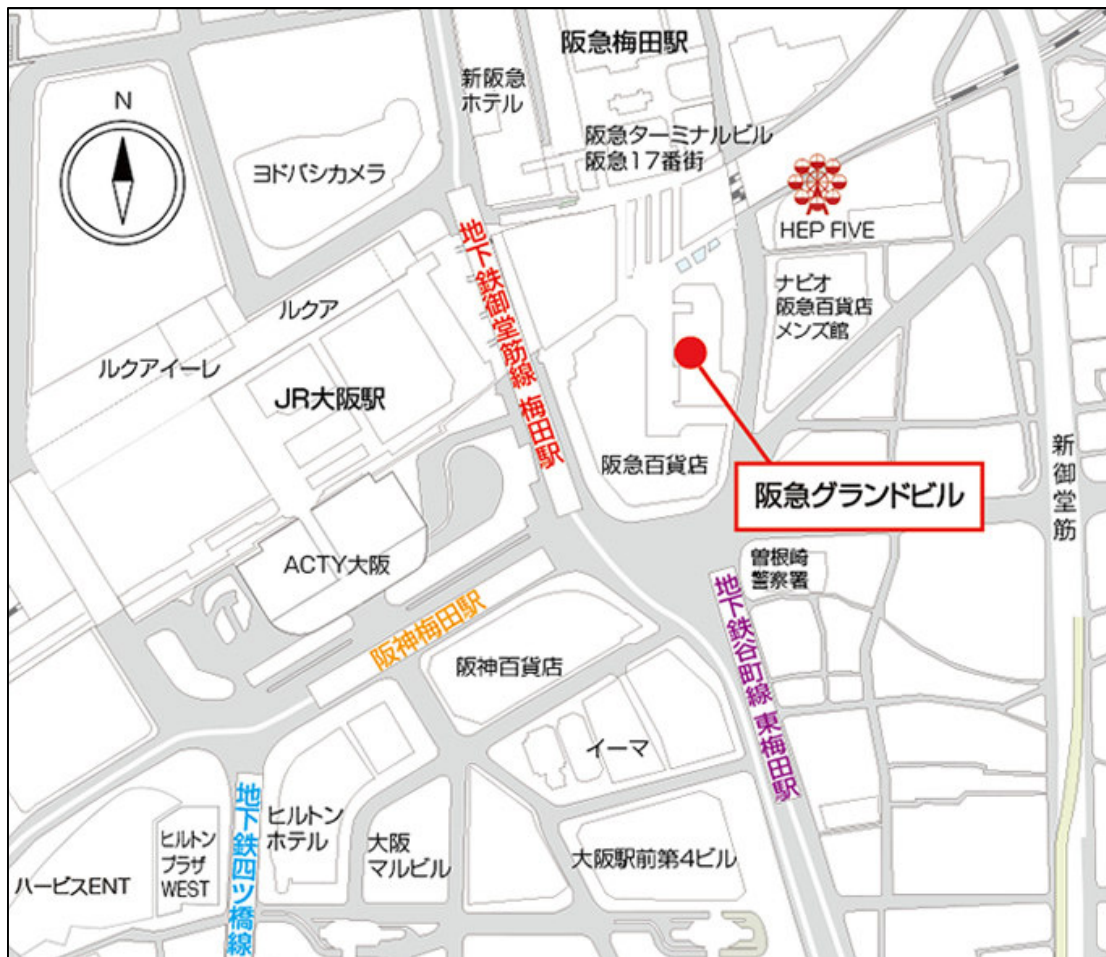 阪急梅田駅
新阪急
ホテル
N
阪急ターミナルビル
阪急17番街
ヨドバシカメラ
HEP FIVE
地下鉄御堂筋線 梅田駅
ナビオ
阪急百貨店
メンズ館
ルクア
ルクアイーレ
JR大阪駅
阪急百貨店
阪急グランドビル
新御堂筋
ACTY大阪
曽根崎
警察署
地下鉄谷町線 東梅田駅
阪神梅田駅
阪神百貨店
イーマ
地下鉄四ツ橋線
ヒルトン
ホテル
大阪
マルビル
大阪駅前第4ビル
ヒルトン
プラザ
WEST
ハービスENT